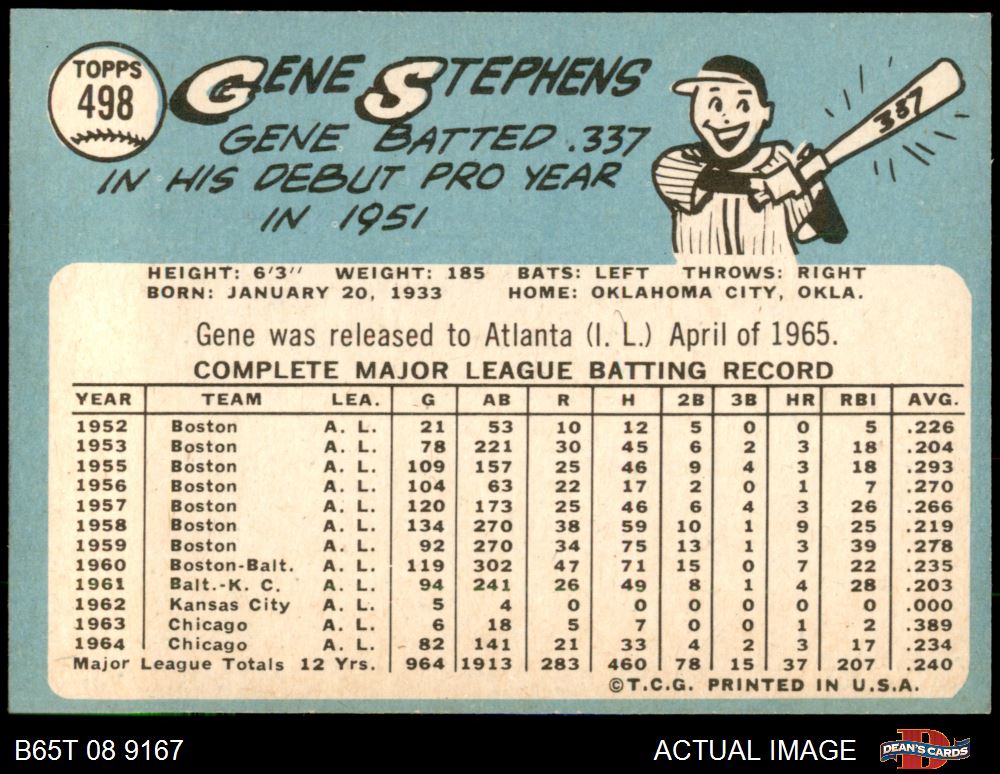 TOPPS
498
GENE STEPHENS
GENE BATTED .337
IN HIS DEBUT PRO YEAR
IN 1951
337
HEIGHT: 6'3" WEIGHT: 185 BATS: LEFT THROWS: RIGHT
BORN: JANUARY 20, 1933 HOME: OKLAHOMA CITY, OKLA.
Gene was released to Atlanta (I. L.) April of 1965.
COMPLETE MAJOR LEAGUE BATTING RECORD
YEAR TEAM LEA. G AB R H 2B 3B HR RBI AVG.
1952 Boston A. L. 21 53 10 12 5 0 0 5 .226
1953 Boston A. L. 78 221 30 45 6 2 3 18 .204
1955 Boston A. L. 109 157 25 46 9 4 3 18 .293
1956 Boston A. L. 104 63 22 17 2 0 1 7 .270
1957 Boston A. L. 120 173 25 46 6 4 3 26 .266
1958 Boston A. L. 134 270 38 59 10 1 9 25 .219
1959 Boston A. L. 92 270 34 75 13 1 3 39 .278
1960 Boston-Balt. A. L. 119 302 47 71 15 0 7 22 .235
1961 Balt.-K. C. A. L. 94 241 26 49 8 1 4 28 .203
1962 Kansas City A. L. 5 4 0 0 0 0 0 0 .000
1963 Chicago A. L. 6 18 5 7 0 0 1 2 .389
1964 Chicago A. L. 82 141 21 33 4 2 3 17 .234
Major League Totals 12 Yrs. 964 1913 283 460 78 15 37 207 .240
©T.C.G. PRINTED IN U.S.A.
B65T 08 9167 ACTUAL IMAGE DEAN'S CARDS